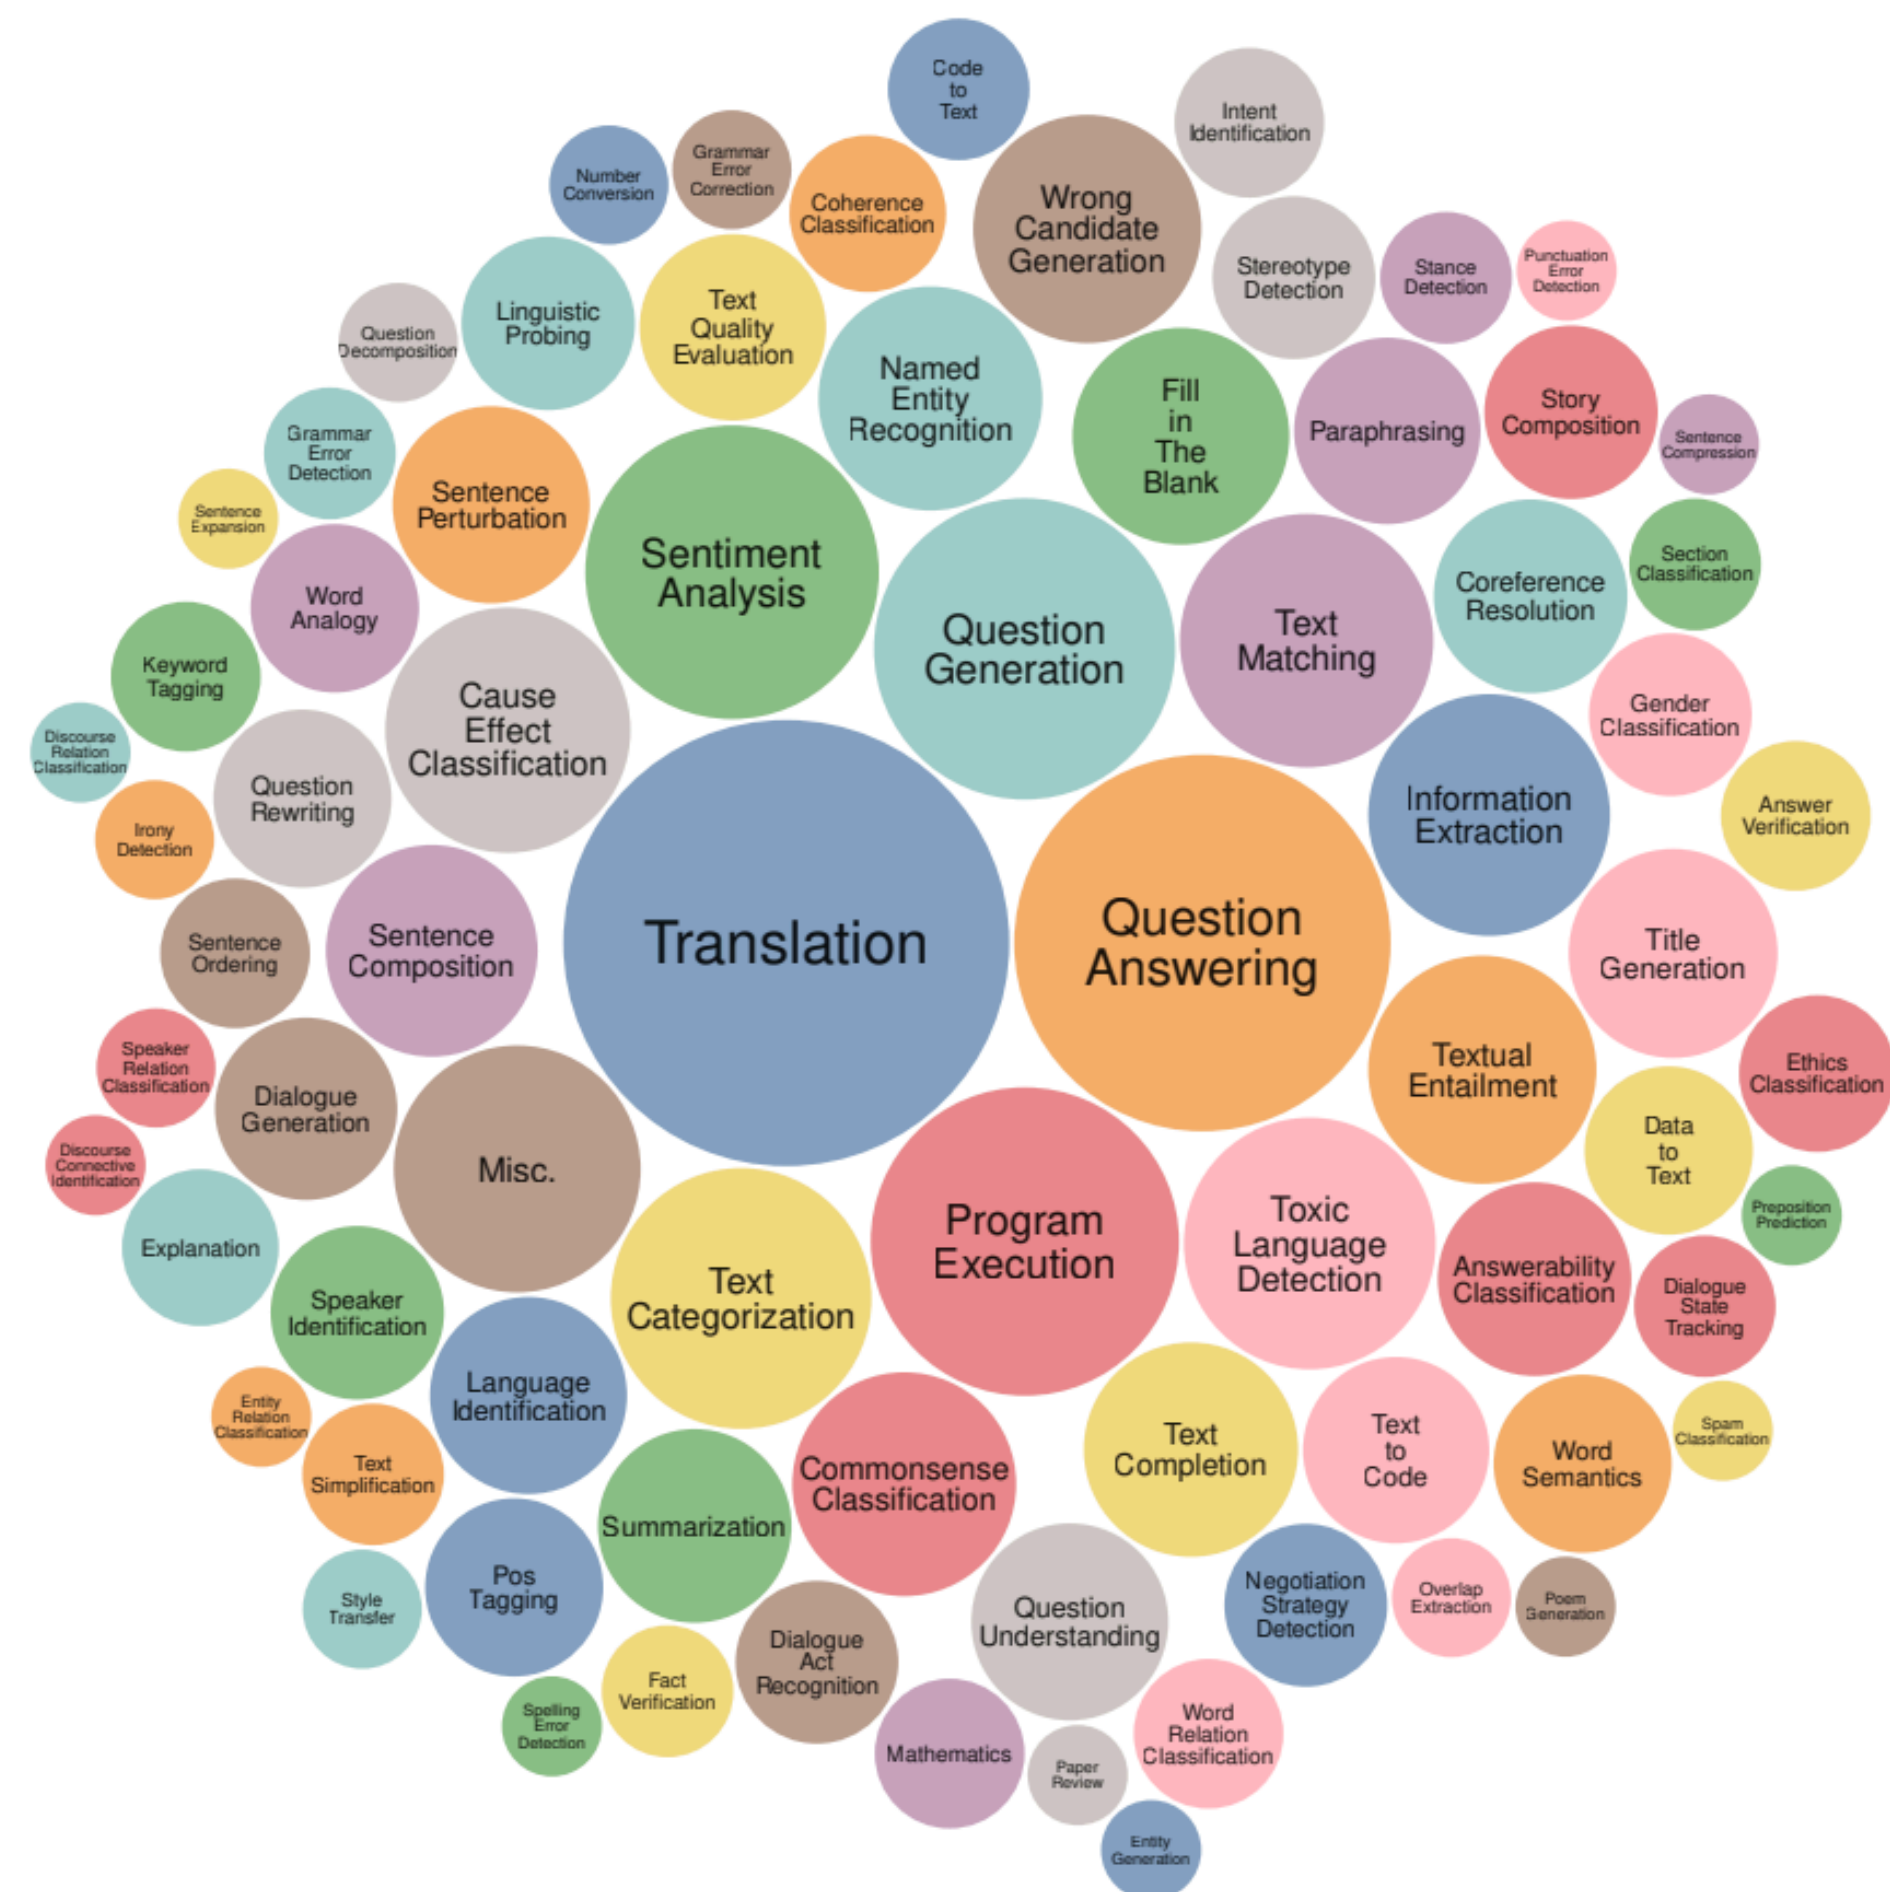 Code
to
Text
Intent
Identification
Number
Conversion
Grammar
Error
Correction
Coherence
Classification
Wrong
Candidate
Generation
Stereotype
Detection
Stance
Detection
Punctuation
Error
Detection
Question
Decomposition
Linguistic
Probing
Text
Quality
Evaluation
Named
Entity
Recognition
Fill
in
The
Blank
Paraphrasing
Story
Composition
Sentence
Compression
Grammar
Error
Detection
Sentence
Expansion
Sentence
Perturbation
Sentiment
Analysis
Question
Generation
Text
Matching
Coreference
Resolution
Section
Classification
Word
Analogy
Keyword
Tagging
Cause
Effect
Classification
Gender
Classification
Discourse
Relation
Classification
Question
Rewriting
Information
Extraction
Answer
Verification
Irony
Detection
Sentence
Ordering
Sentence
Composition
Translation
Question
Answering
Title
Generation
Speaker
Relation
Classification
Dialogue
Generation
Textual
Entailment
Ethics
Classification
Discourse
Connective
Identification
Misc.
Data
to
Text
Preposition
Prediction
Explanation
Speaker
Identification
Text
Categorization
Program
Execution
Toxic
Language
Detection
Answerability
Classification
Dialogue
State
Tracking
Entity
Relation
Classification
Language
Identification
Text
Simplification
Summarization
Commonsense
Classification
Text
Completion
Text
to
Code
Word
Semantics
Spam
Classification
Style
Transfer
Pos
Tagging
Question
Understanding
Negotiation
Strategy
Detection
Overlap
Extraction
Poem
Generation
Spelling
Error
Detection
Fact
Verification
Dialogue
Act
Recognition
Mathematics
Paper
Review
Word
Relation
Classification
Entity
Generation